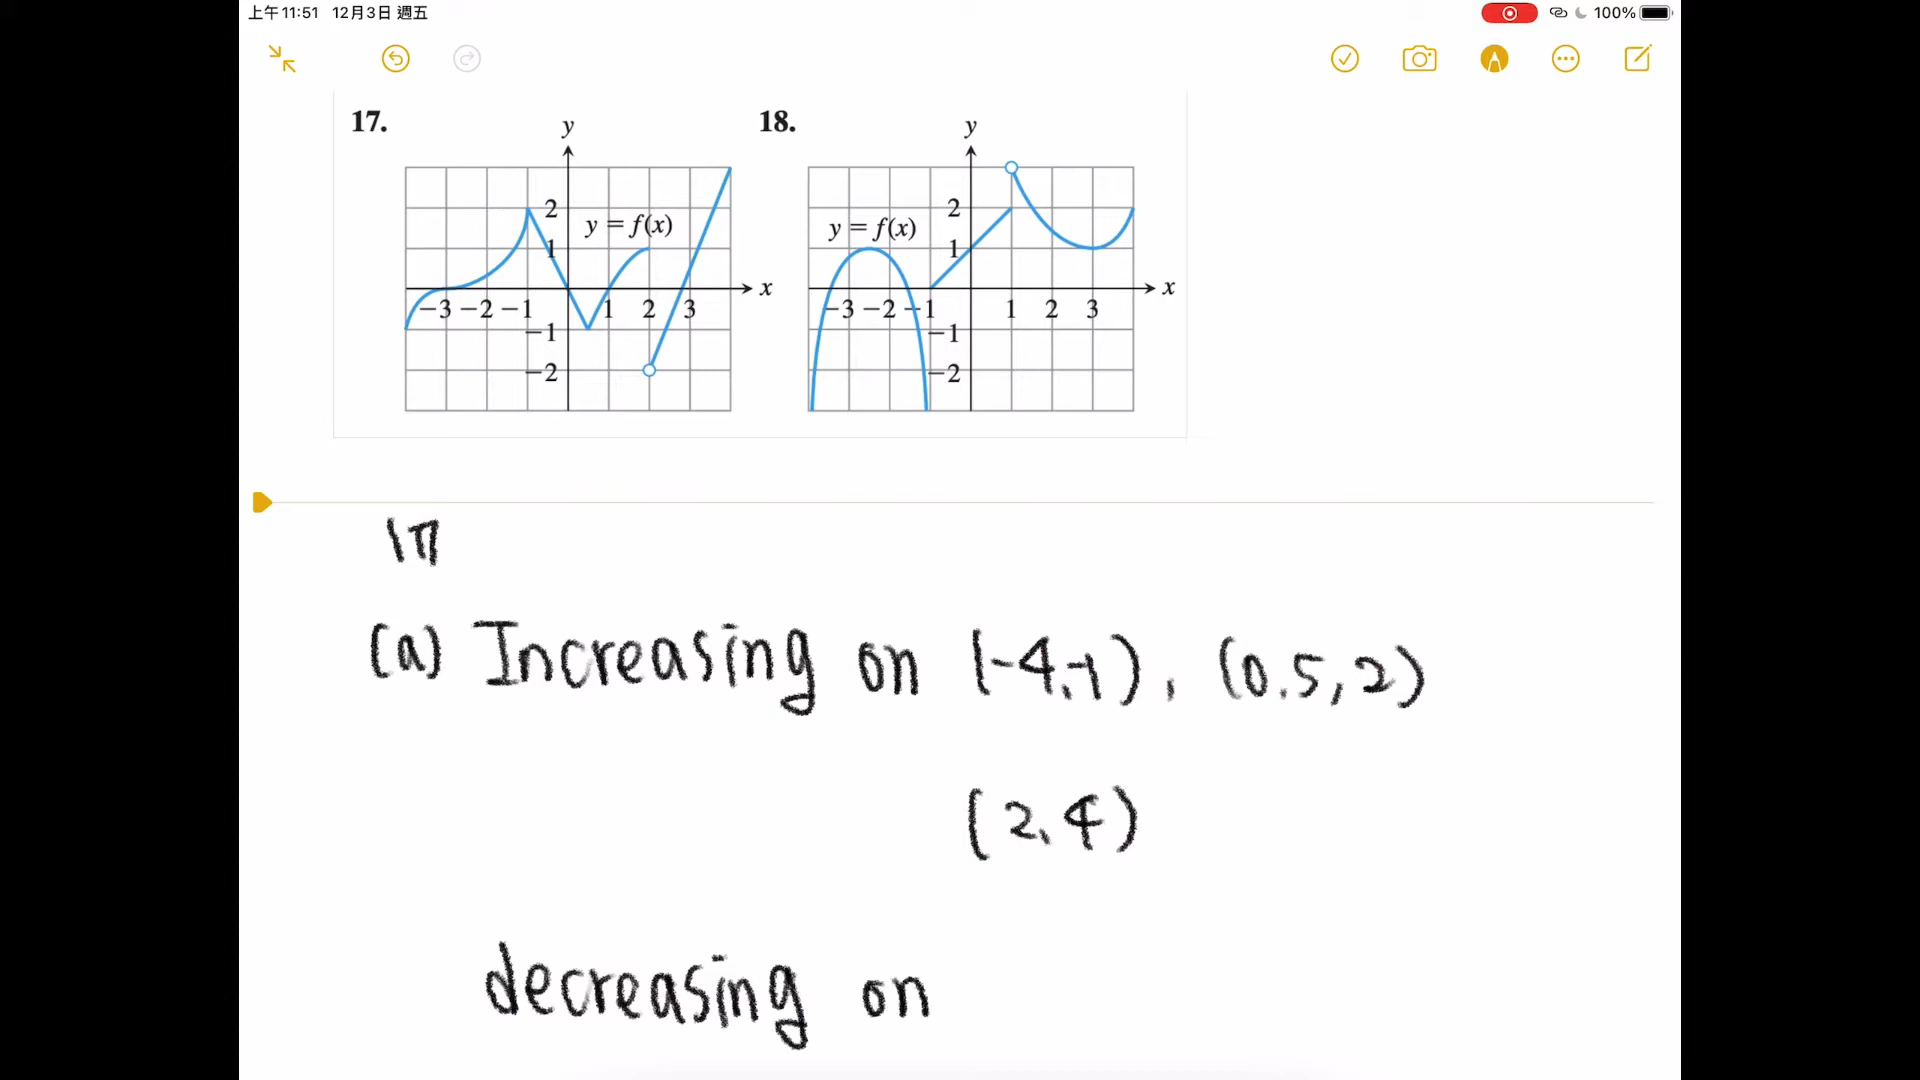 上午11:51 12月3日 週五 100%
17. 18.
y y
2 y = f(x) 2
1 y = f(x) 1
x x
−3 −2 −1 1 2 3 −3 −2 −1 1 2 3
−1 −1
−2 −2
17
(a) Increasing on (-4,-1), (0.5,2)
(2,4)
decreasing on